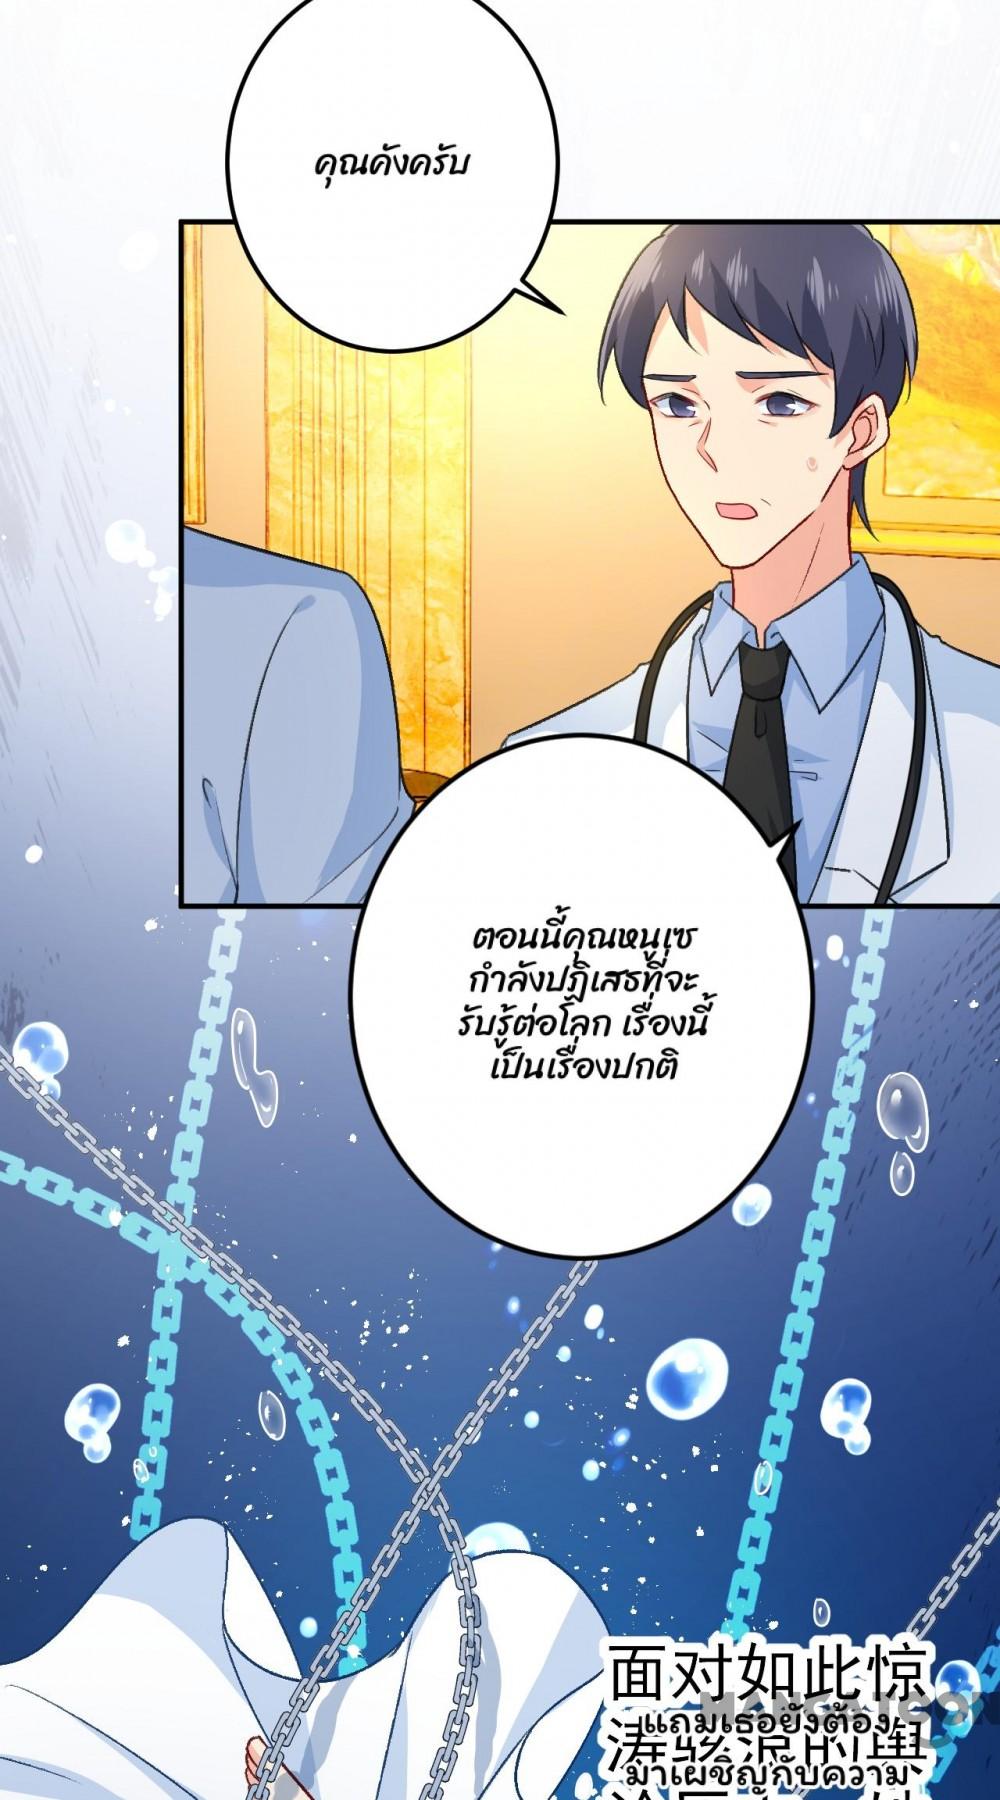 คุณคังครับ
ตอนนี้คุณหนูเซ
กำลังปฏิเสธที่จะ
รับรู้ต่อโลก เรื่องนี้
เป็นเรื่องปกติ
面对如此惊
แถมเธอยังต้อง
มาเผชิญกับความ